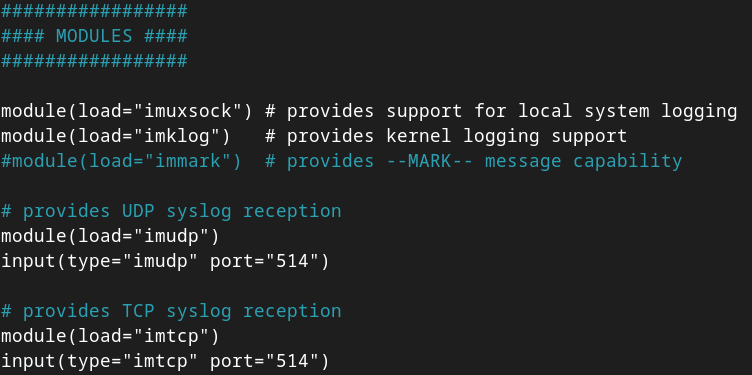 #################
#### MODULES ####
#################
module(load="imuxsock") # provides support for local system logging
module(load="imklog")   # provides kernel logging support
#module(load="immark")  # provides --MARK-- message capability
# provides UDP syslog reception
module(load="imudp")
input(type="imudp" port="514")
# provides TCP syslog reception
module(load="imtcp")
input(type="imtcp" port="514")